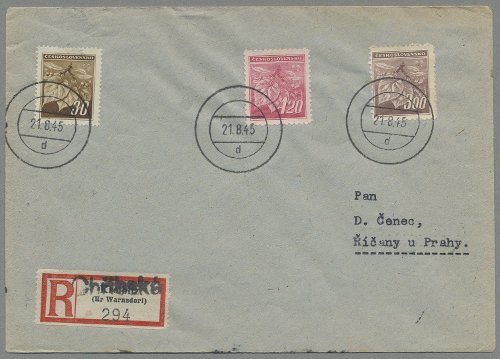 ČESKOSLOVENSKO
30
ČESKOSLOVENSKO
1.20
ČESKOSLOVENSKO
3.00
21.8.45
d
21.8.45
d
21.8.45
d
Pan
D. Čenec,
Říčany u Prahy.
R
Chřibská
(Kr Warnsdorf)
294